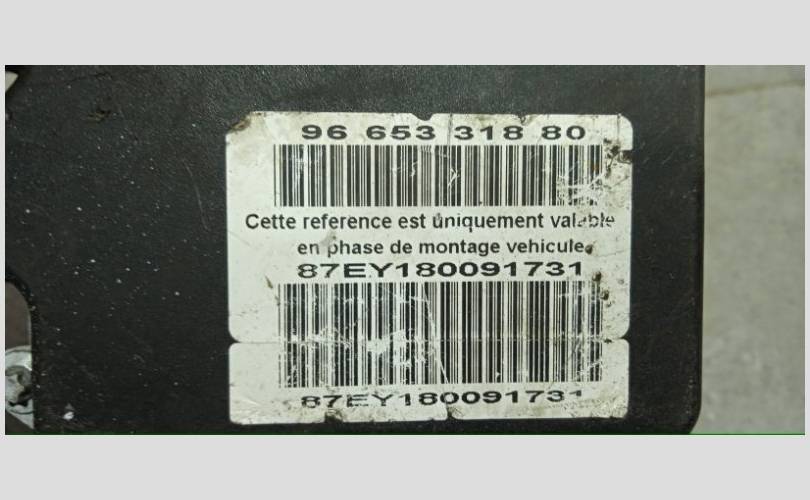 96 653 318 80
Cette reference est uniquement valable
en phase de montage vehicule.
87EY180091731
87EY180091731